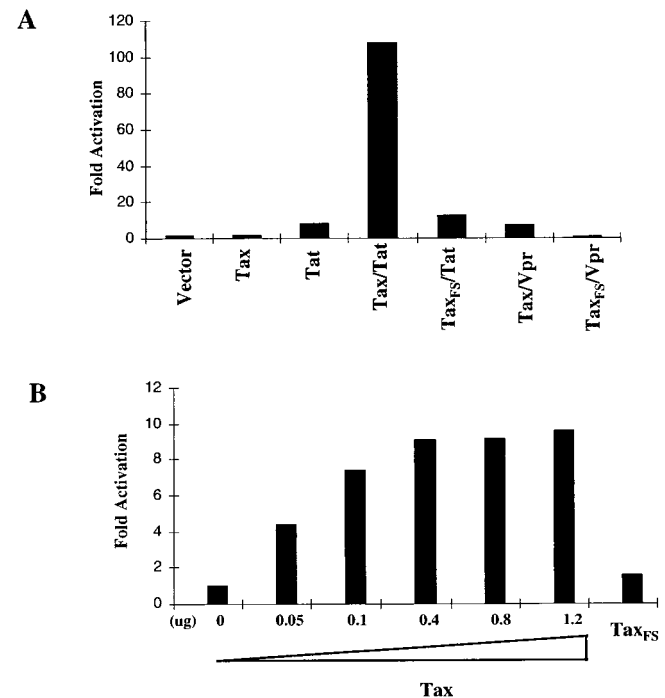 A
Fold Activation
120
100
80
60
40
20
0
Vector
Tax
Tat
Tax/Tat
TaxFS/Tat
Tax/Vpr
TaxFS/Vpr
B
Fold Activation
12
10
8
6
4
2
0
(ug) 0 0.05 0.1 0.4 0.8 1.2 TaxFS
Tax